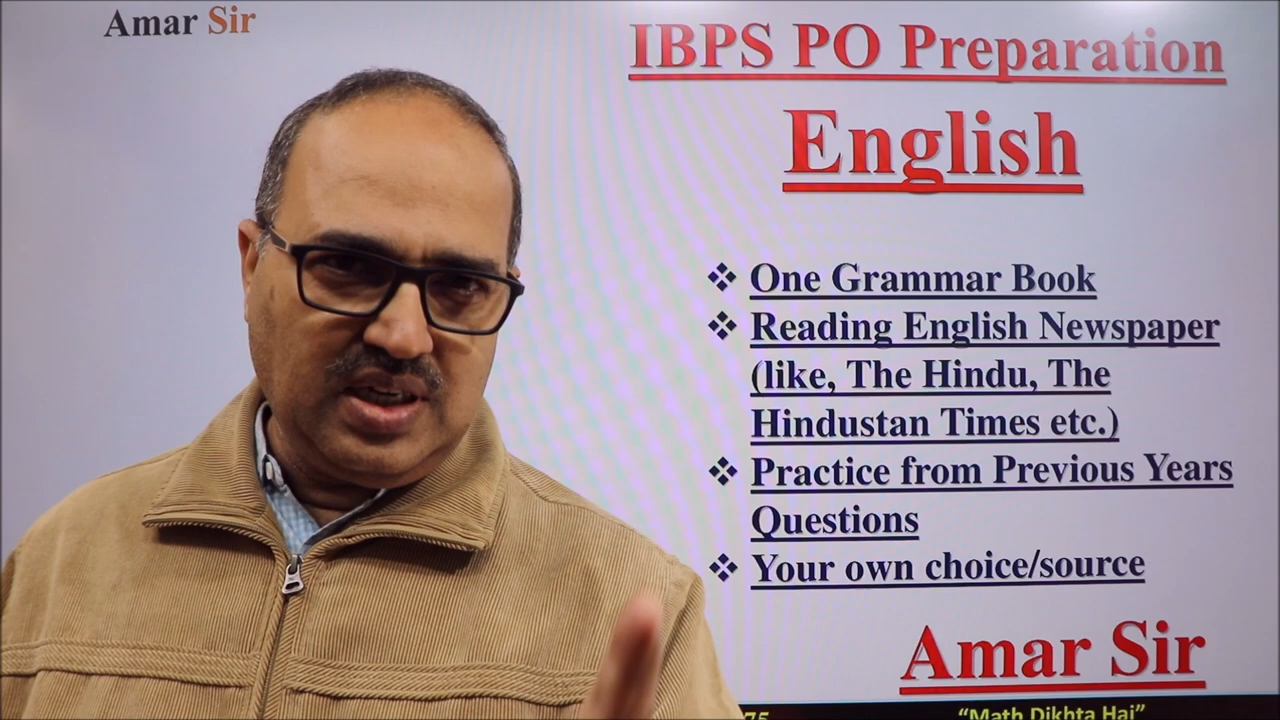 Amar Sir
IBPS PO Preparation
English
❖ One Grammar Book
❖ Reading English Newspaper
(like, The Hindu, The
Hindustan Times etc.)
❖ Practice from Previous Years
Questions
❖ Your own choice/source
Amar Sir
75 “Math Dikhta Hai”